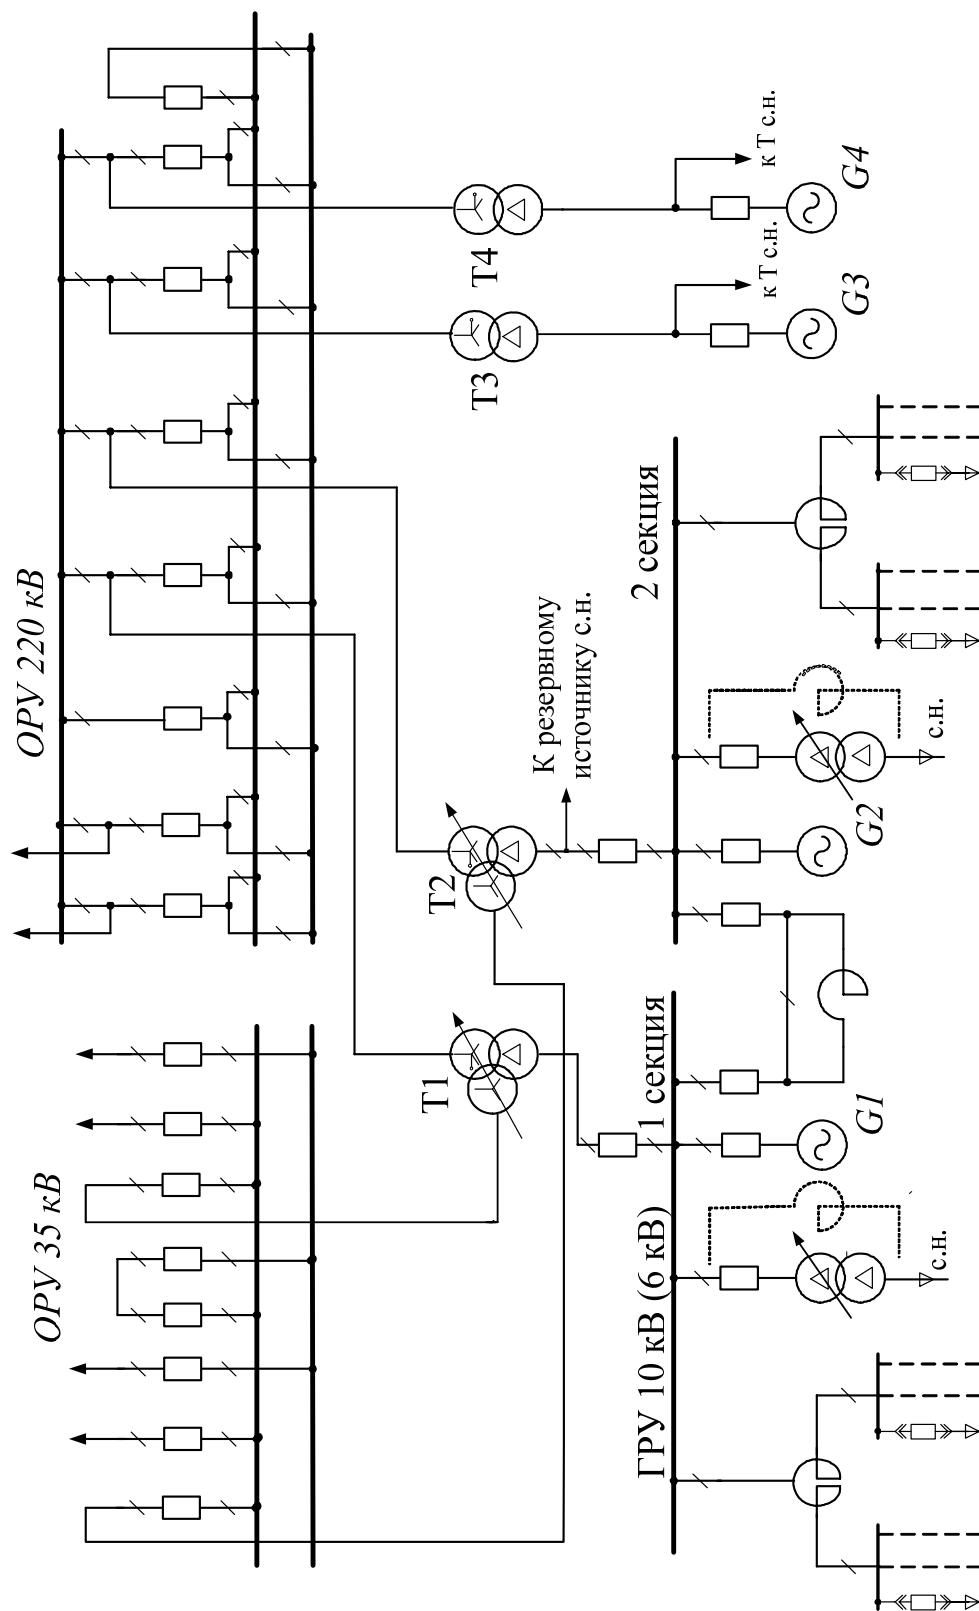 ОРУ 35 кВ
ОРУ 220 кВ
Т1
Т2
Т3
Т4
К резервному
источнику с.н.
ГРУ 10 кВ (6 кВ)
1 секция
2 секция
к Т с.н.
к Т с.н.
с.н.
G1
G2
с.н.
G3
G4